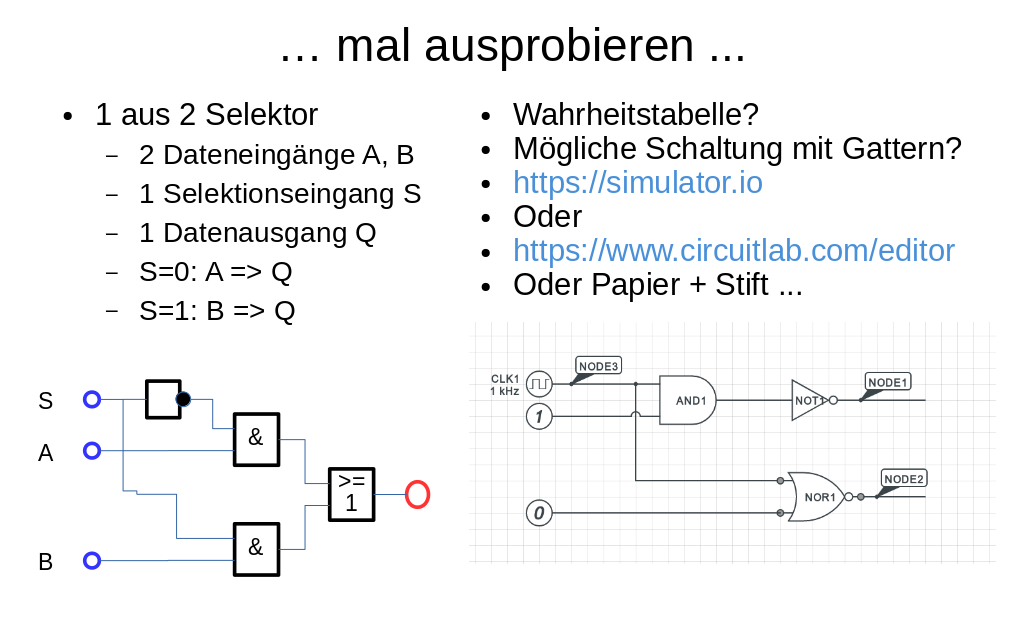 ... mal ausprobieren ...
● 1 aus 2 Selektor
– 2 Dateneingänge A, B
– 1 Selektionseingang S
– 1 Datenausgang Q
– S=0: A => Q
– S=1: B => Q
● Wahrheitstabelle?
● Mögliche Schaltung mit Gattern?
● https://simulator.io
● Oder
● https://www.circuitlab.com/editor
● Oder Papier + Stift ...
S
A
B
&
&
>=
1
CLK1
1 kHz
NODE3
1
AND1
NOT1
NODE1
0
NOR1
NODE2